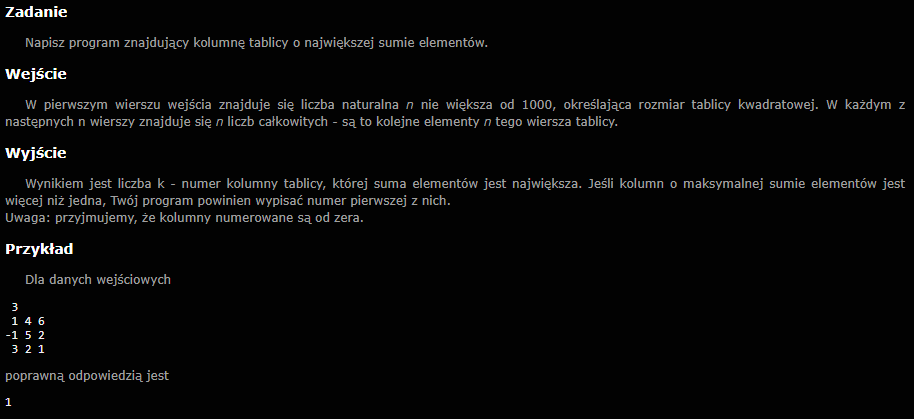 Zadanie
Napisz program znajdujący kolumnę tablicy o największej sumie elementów.
Wejście
W pierwszym wierszu wejścia znajduje się liczba naturalna n nie większa od 1000, określająca rozmiar tablicy kwadratowej. W każdym z
następnych n wierszy znajduje się n liczb całkowitych - są to kolejne elementy n tego wiersza tablicy.
Wyjście
Wynikiem jest liczba k - numer kolumny tablicy, której suma elementów jest największa. Jeśli kolumn o maksymalnej sumie elementów jest
więcej niż jedna, Twój program powinien wypisać numer pierwszej z nich.
Uwaga: przyjmujemy, że kolumny numerowane są od zera.
Przykład
Dla danych wejściowych
3
1 4 6
-1 5 2
3 2 1
poprawną odpowiedzią jest
1